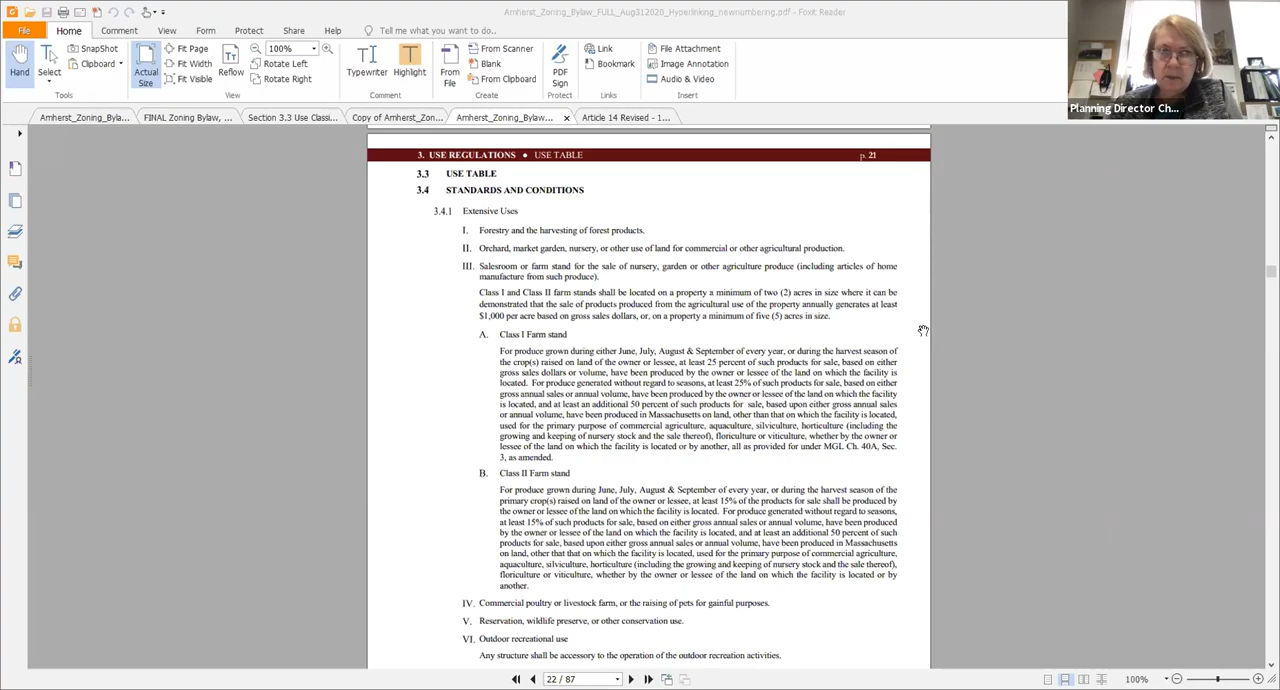 Amherst_Zoning_Bylaw_FULL_Aug312020_Hyperlinking_newnumbering.pdf - Foxit Reader
File Home Comment View Form Protect Share Help Tell me what you want to do...
Hand
Select
SnapShot
Clipboard
Tools
Actual
Size
Fit Page
Fit Width
Fit Visible
Reflow
100%
Rotate Left
Rotate Right
View
Typewriter
Highlight
Comment
From
File
From Scanner
Blank
From Clipboard
Create
PDF
Sign
Protect
Link
Bookmark
Links
File Attachment
Image Annotation
Audio & Video
Insert
Planning Director Ch...
Amherst_Zoning_Byla... FINAL Zoning Bylaw, ... Section 3.3 Use Classi... Copy of Amherst_Zon... Amherst_Zoning_Bylaw... Article 14 Revised - 1...
3. USE REGULATIONS • USE TABLE p. 21
3.3 USE TABLE
3.4 STANDARDS AND CONDITIONS
3.4.1 Extensive Uses
I. Forestry and the harvesting of forest products.
II. Orchard, market garden, nursery, or other use of land for commercial or other agricultural production.
III. Salesroom or farm stand for the sale of nursery, garden or other agriculture produce (including articles of home
manufacture from such produce).
Class I and Class II farm stands shall be located on a property a minimum of two (2) acres in size where it can be
demonstrated that the sale of products produced from the agricultural use of the property annually generates at least
$1,000 per acre based on gross sales dollars, or, on a property a minimum of five (5) acres in size.
A. Class I Farm stand
For produce grown during either June, July, August & September of every year, or during the harvest season of
the crop(s) raised on land of the owner or lessee, at least 25 percent of such products for sale, based on either
gross sales dollars or volume, have been produced by the owner or lessee of the land on which the facility is
located. For produce generated without regard to seasons, at least 25% of such products for sale, based on either
gross annual sales or annual volume, have been produced by the owner or lessee of the land on which the facility
is located, and at least an additional 50 percent of such products for sale, based upon either gross annual sales
or annual volume, have been produced in Massachusetts on land, other than that on which the facility is located,
used for the primary purpose of commercial agriculture, aquaculture, silviculture, horticulture (including the
growing and keeping of nursery stock and the sale thereof), floriculture or viticulture, whether by the owner or
lessee of the land on which the facility is located or by another, all as provided for under MGL Ch. 40A, Sec.
3, as amended.
B. Class II Farm stand
For produce grown during June, July, August & September of every year, or during the harvest season of the
primary crop(s) raised on land of the owner or lessee, at least 15% of the products for sale shall be produced by
the owner or lessee of the land on which the facility is located. For produce generated without regard to seasons,
at least 15% of such products for sale, based on either gross annual sales or annual volume, have been produced
by the owner or lessee of the land on which the facility is located, and at least an additional 50 percent of such
products for sale, based upon either gross annual sales or annual volume, have been produced in Massachusetts
on land, other that that on which the facility is located, used for the primary purpose of commercial agriculture,
aquaculture, silviculture, horticulture (including the growing and keeping of nursery stock and the sale thereof),
floriculture or viticulture, whether by the owner or lessee of the land on which the facility is located or by
another.
IV. Commercial poultry or livestock farm, or the raising of pets for gainful purposes.
V. Reservation, wildlife preserve, or other conservation use.
VI. Outdoor recreational use
Any structure shall be accessory to the operation of the outdoor recreation activities.
22 / 87
100%